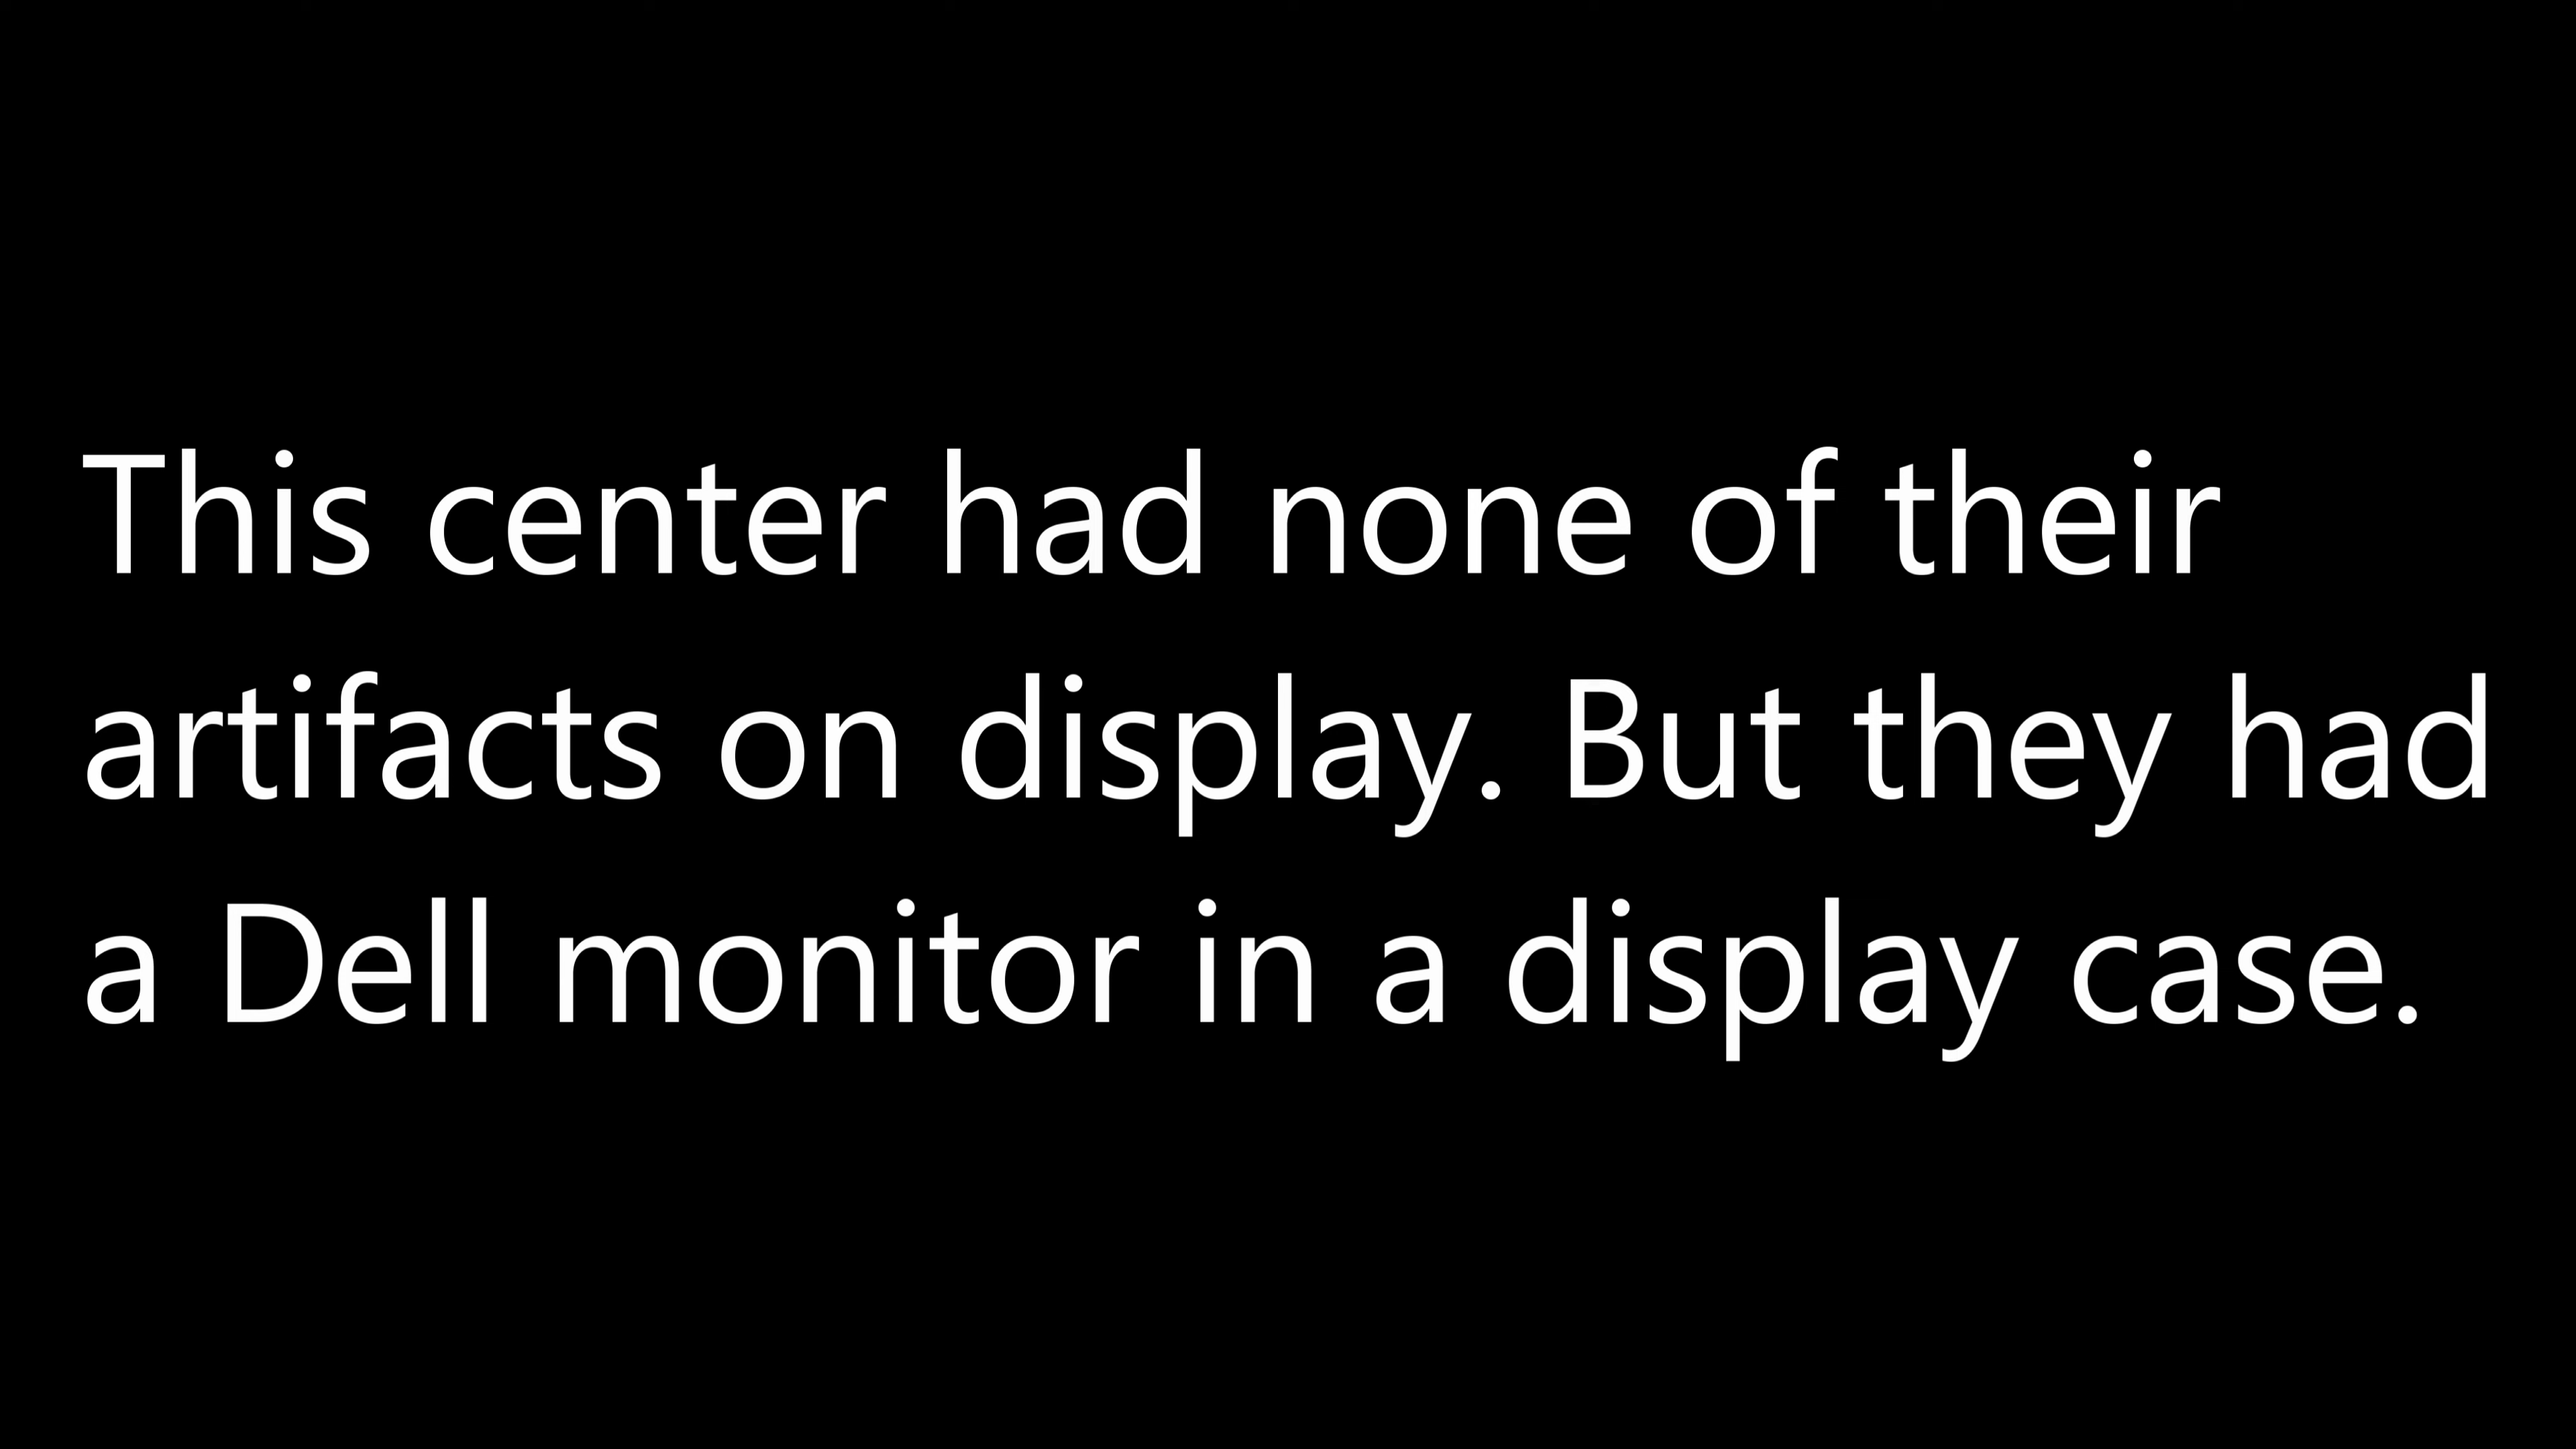 This center had none of their
artifacts on display. But they had
a Dell monitor in a display case.